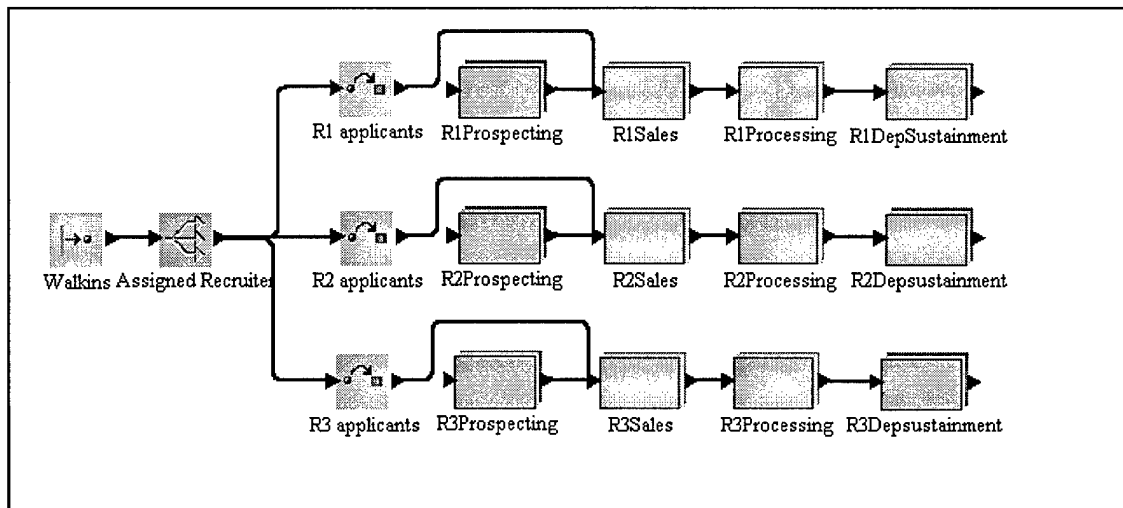 R1 applicants
R1Prospecting
R1Sales
R1Processing
R1DepSustainment
Walkins
Assigned Recruiter
R2 applicants
R2Prospecting
R2Sales
R2Processing
R2Depsustainment
R3 applicants
R3Prospecting
R3Sales
R3Processing
R3Depsustainment